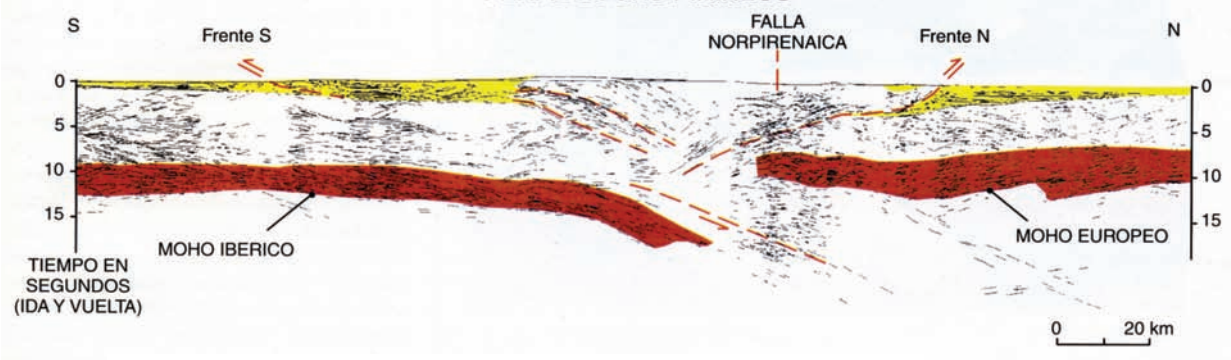 S
Frente S
FALLA
NORPIRENAICA
Frente N
N
0
5
10
15
0
5
10
15
MOHO IBERICO
MOHO EUROPEO
TIEMPO EN
SEGUNDOS
(IDA Y VUELTA)
0 20 km